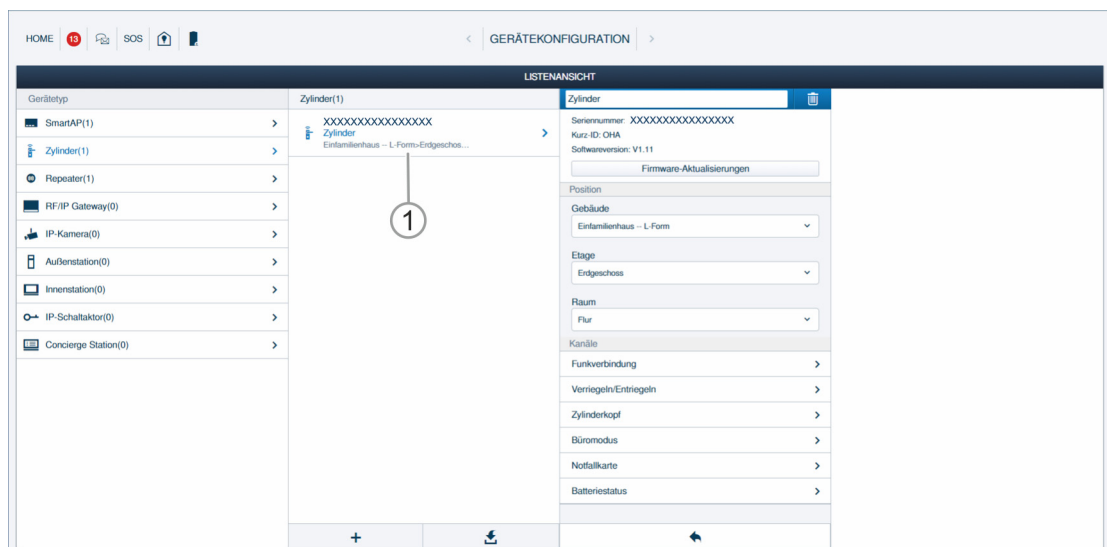 HOME 13 SOS GERÄTEKONFIGURATION
LISTENANSICHT
Gerätetyp
SmartAP(1)
Zylinder(1)
Repeater(1)
RF/IP Gateway(0)
IP-Kamera(0)
Außenstation(0)
Innenstation(0)
IP-Schaltaktor(0)
Concierge Station(0)
Zylinder(1)
XXXXXXXXXXXXXXXX
Zylinder
Einfamilienhaus -- L-Form>Erdgeschos...
1
Zylinder
Seriennummer: XXXXXXXXXXXXXXXX
Kurz-ID: OHA
Softwareversion: V1.11
Firmware-Aktualisierungen
Position
Gebäude
Einfamilienhaus -- L-Form
Etage
Erdgeschoss
Raum
Flur
Kanäle
Funkverbindung
Verriegeln/Entriegeln
Zylinderkopf
Büromodus
Notfallkarte
Batteriestatus